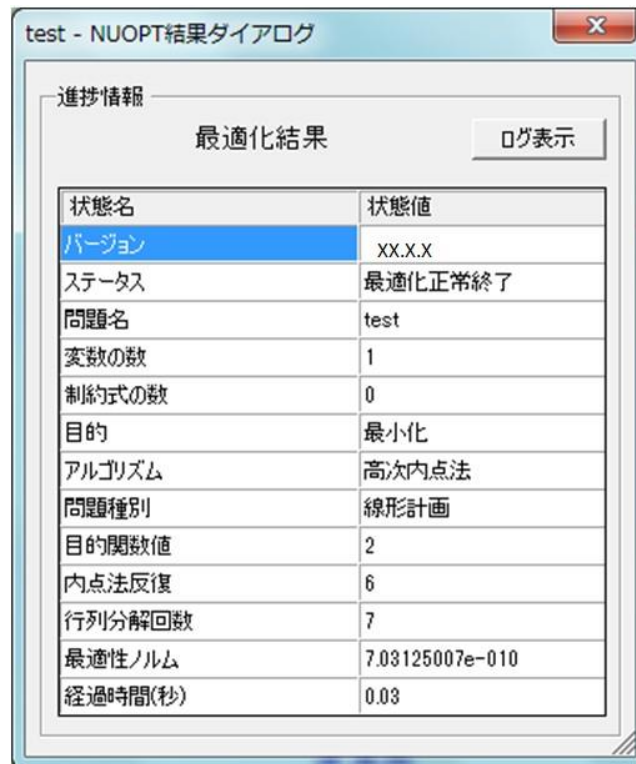 test - NUOPT結果ダイアログ
進捗情報
最適化結果 ログ表示
状態名 状態値
バージョン XX.X.X
ステータス 最適化正常終了
問題名 test
変数の数 1
制約式の数 0
目的 最小化
アルゴリズム 高次内点法
問題種別 線形計画
目的関数値 2
内点法反復 6
行列分解回数 7
最適性ノルム 7.03125007e-010
経過時間(秒) 0.03